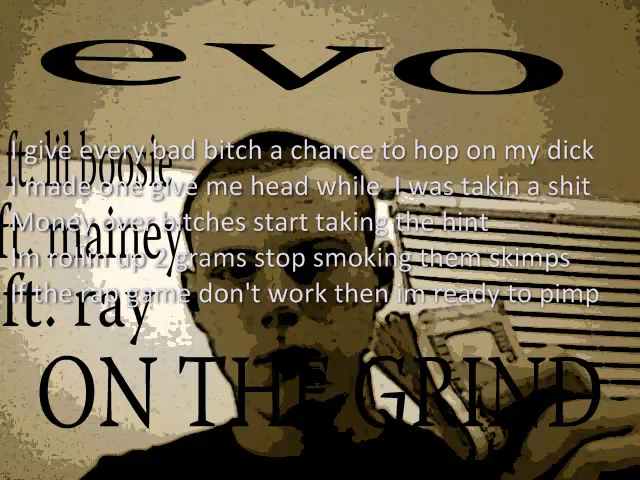 evo
I give every bad bitch a chance to hop on my dick
ft. lil boosie
I made one give me head while I was takin a shit
Money over bitches start taking the hint
ft. mainey
Im rollin up 2 grams stop smoking them skimps
If the rap game don't work then im ready to pimp
ft. ray
ON THE GRIND